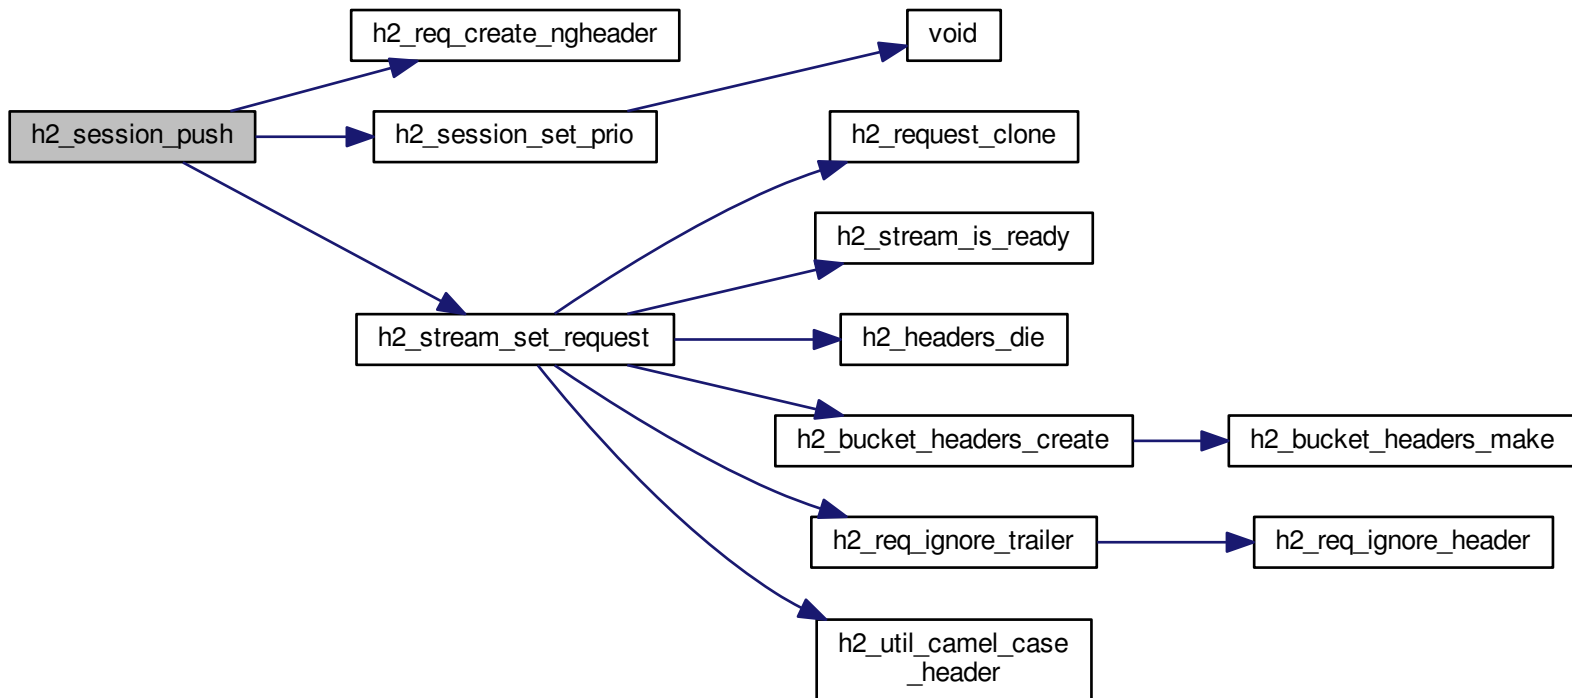 h2_req_create_ngheader
void
h2_session_push
h2_session_set_prio
h2_request_clone
h2_stream_is_ready
h2_stream_set_request
h2_headers_die
h2_bucket_headers_create
h2_bucket_headers_make
h2_req_ignore_trailer
h2_req_ignore_header
h2_util_camel_case
_header